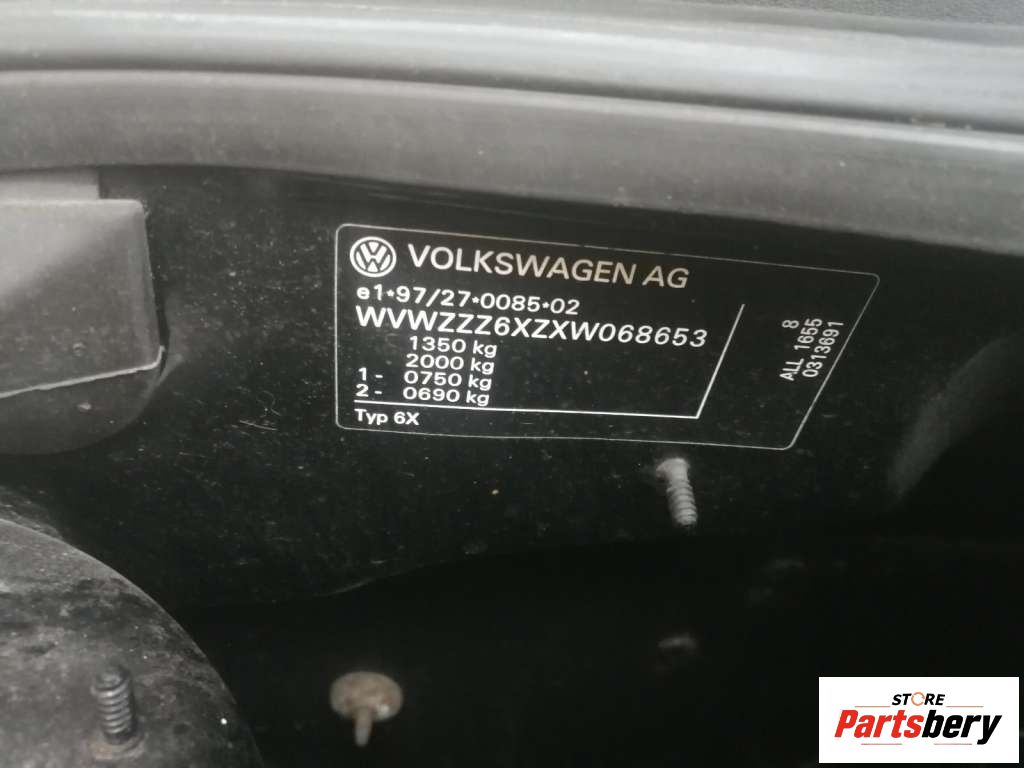 VOLKSWAGEN AG
e1*97/27*0085*02
WVWZZZ6XZXW068653
1350 kg
2000 kg
1 - 0750 kg
2 - 0690 kg
Typ 6X
8
ALL 1655
0313691
STORE
Partsbery